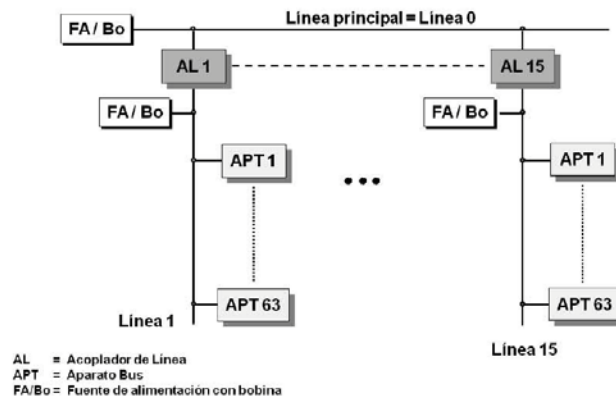 Línea principal = Línea 0
FA / Bo
AL 1
AL 15
FA / Bo
FA / Bo
APT 1
APT 1
APT 63
APT 63
Línea 1
Línea 15
AL = Acoplador de Línea
APT = Aparato Bus
FA/Bo = Fuente de alimentación con bobina